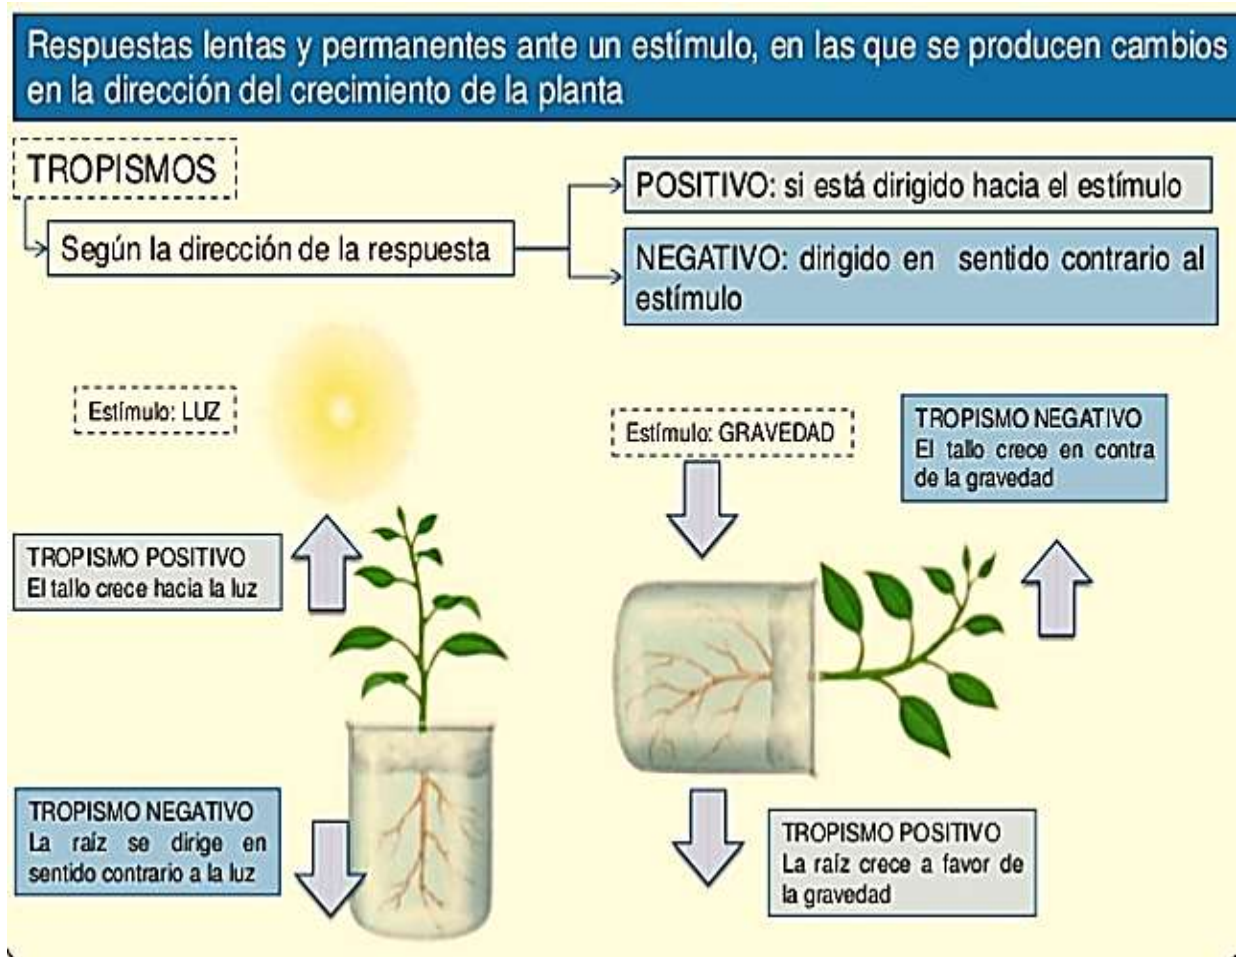 Respuestas lentas y permanentes ante un estímulo, en las que se producen cambios
en la dirección del crecimiento de la planta
TROPISMOS
Según la dirección de la respuesta
POSITIVO: si está dirigido hacia el estímulo
NEGATIVO: dirigido en sentido contrario al
estímulo
Estímulo: LUZ
TROPISMO POSITIVO
El tallo crece hacia la luz
TROPISMO NEGATIVO
La raíz se dirige en
sentido contrario a la luz
Estímulo: GRAVEDAD
TROPISMO NEGATIVO
El tallo crece en contra
de la gravedad
TROPISMO POSITIVO
La raíz crece a favor de
la gravedad